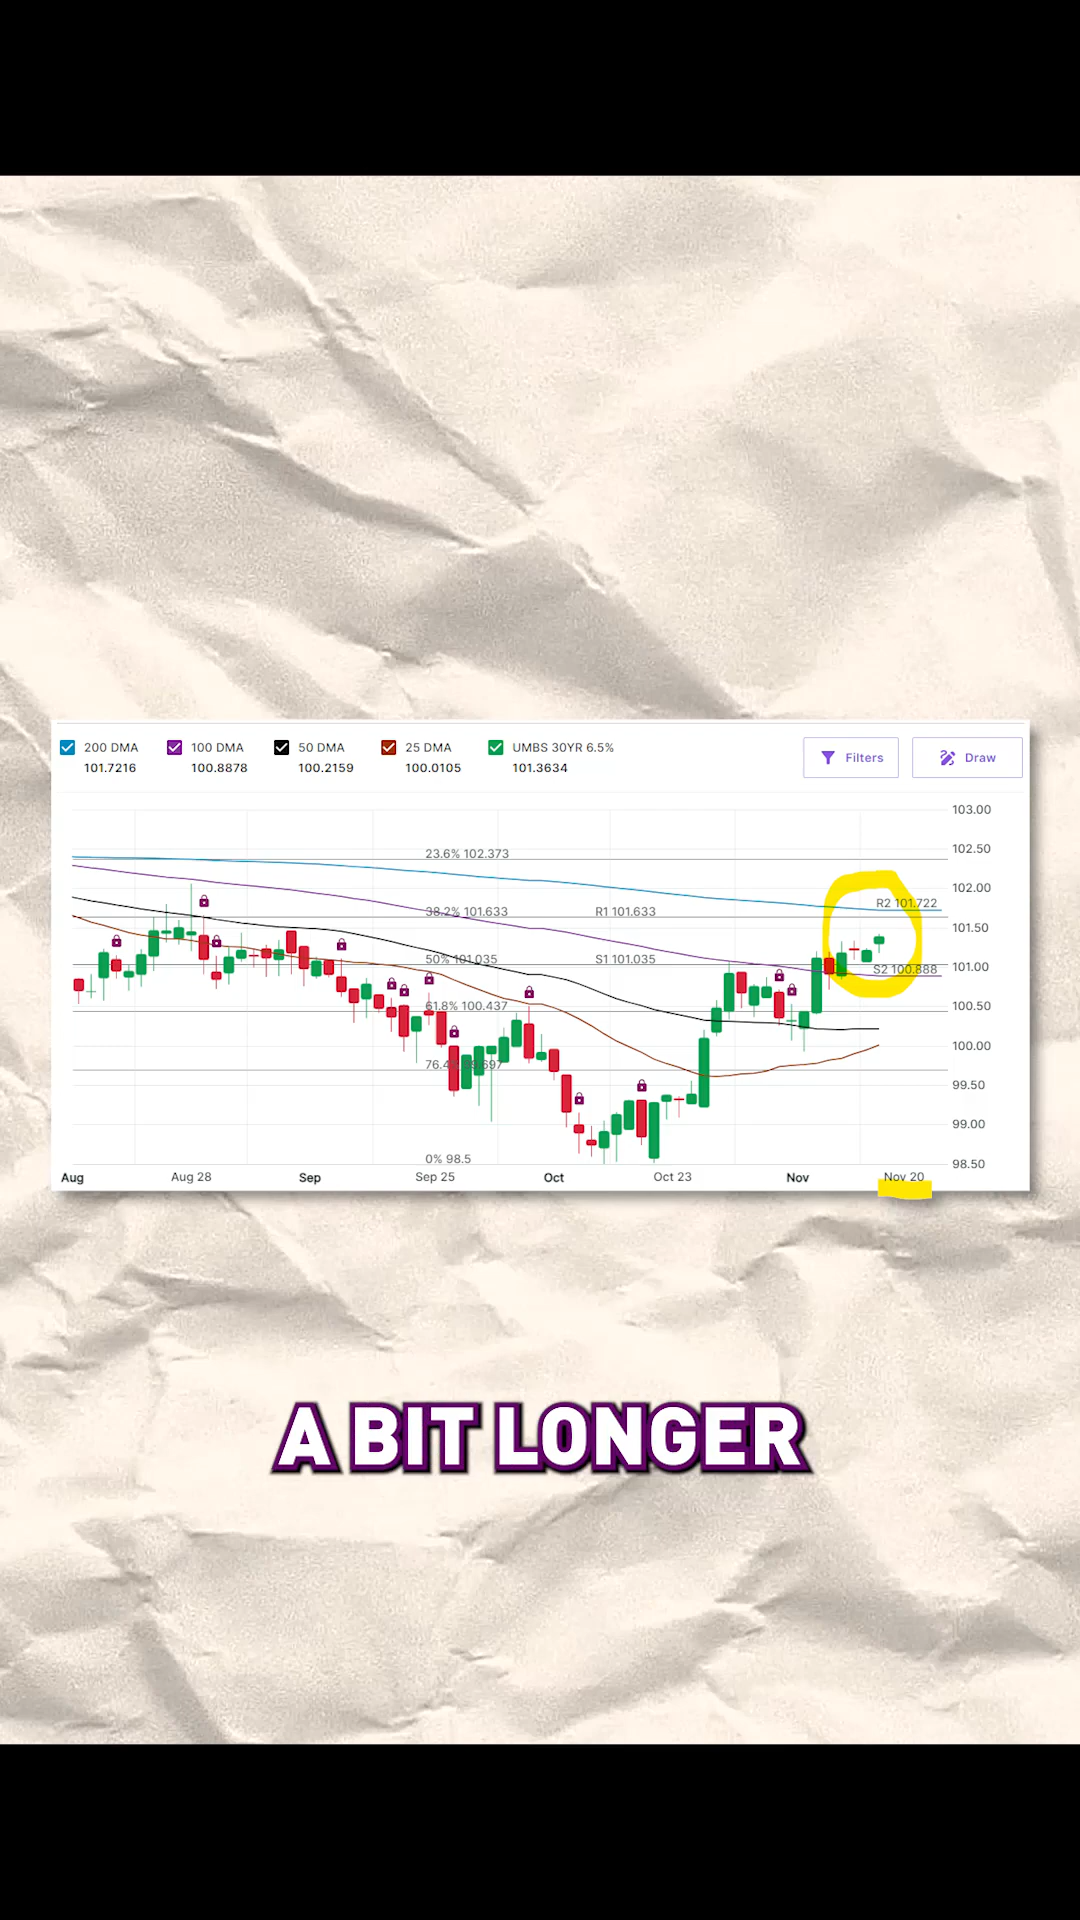 200 DMA 100 DMA 50 DMA 25 DMA UMBS 30YR 6.5%
101.7216 100.8878 100.2159 100.0105 101.3634
Filters Draw
103.00
23.6% 102.373
102.50
102.00
R2 101.722
38.2% 101.633 R1 101.633
101.50
50% 101.035 S1 101.035
101.00
S2 100.888
61.8% 100.437
100.50
100.00
76.4% 99.697
99.50
99.00
0% 98.5
98.50
Aug Aug 28 Sep Sep 25 Oct Oct 23 Nov Nov 20
A BIT LONGER